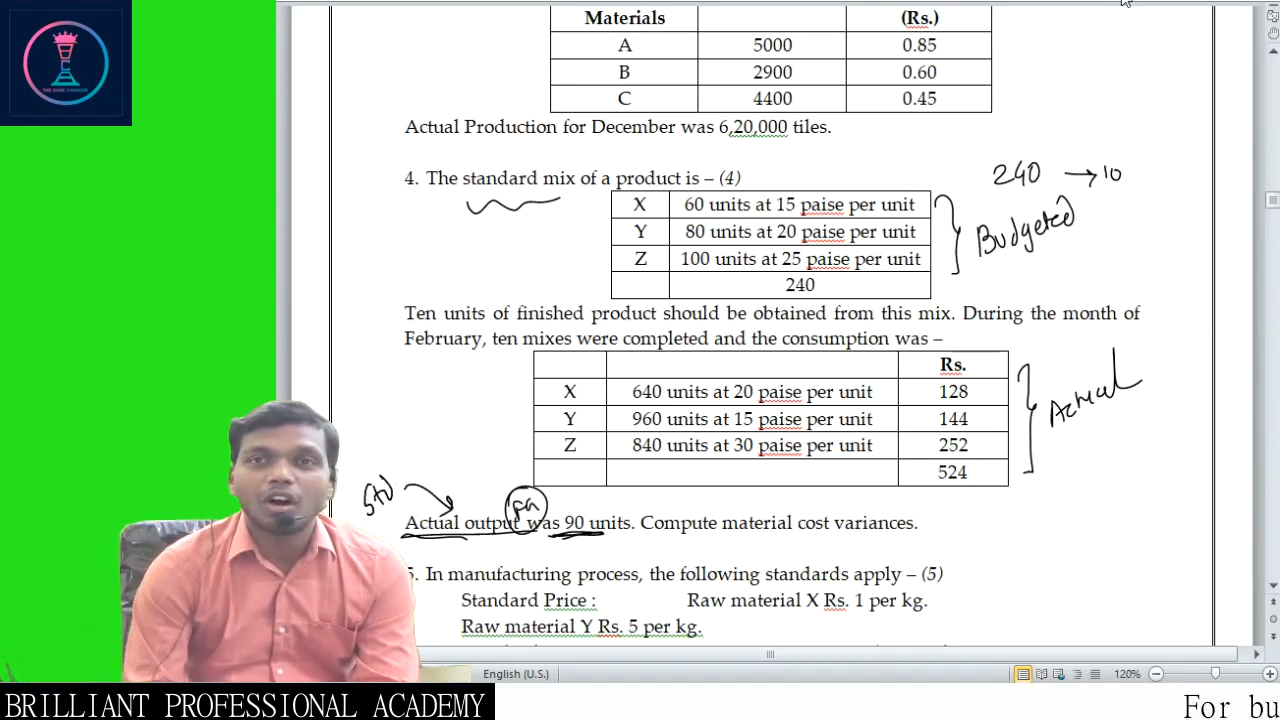 THE GAME CHANGER
Materials (Rs.)
A 5000 0.85
B 2900 0.60
C 4400 0.45
Actual Production for December was 6,20,000 tiles.
4. The standard mix of a product is – (4)
240 → 10
X 60 units at 15 paise per unit
Y 80 units at 20 paise per unit
Z 100 units at 25 paise per unit
240
Budgeted
Ten units of finished product should be obtained from this mix. During the month of
February, ten mixes were completed and the consumption was –
Rs.
X 640 units at 20 paise per unit 128
Y 960 units at 15 paise per unit 144
Z 840 units at 30 paise per unit 252
524
Actual
Std
Actual output was 90 units. Compute material cost variances.
5. In manufacturing process, the following standards apply – (5)
Standard Price : Raw material X Rs. 1 per kg.
Raw material Y Rs. 5 per kg.
English (U.S.) 120%
BRILLIANT PROFESSIONAL ACADEMY For bu